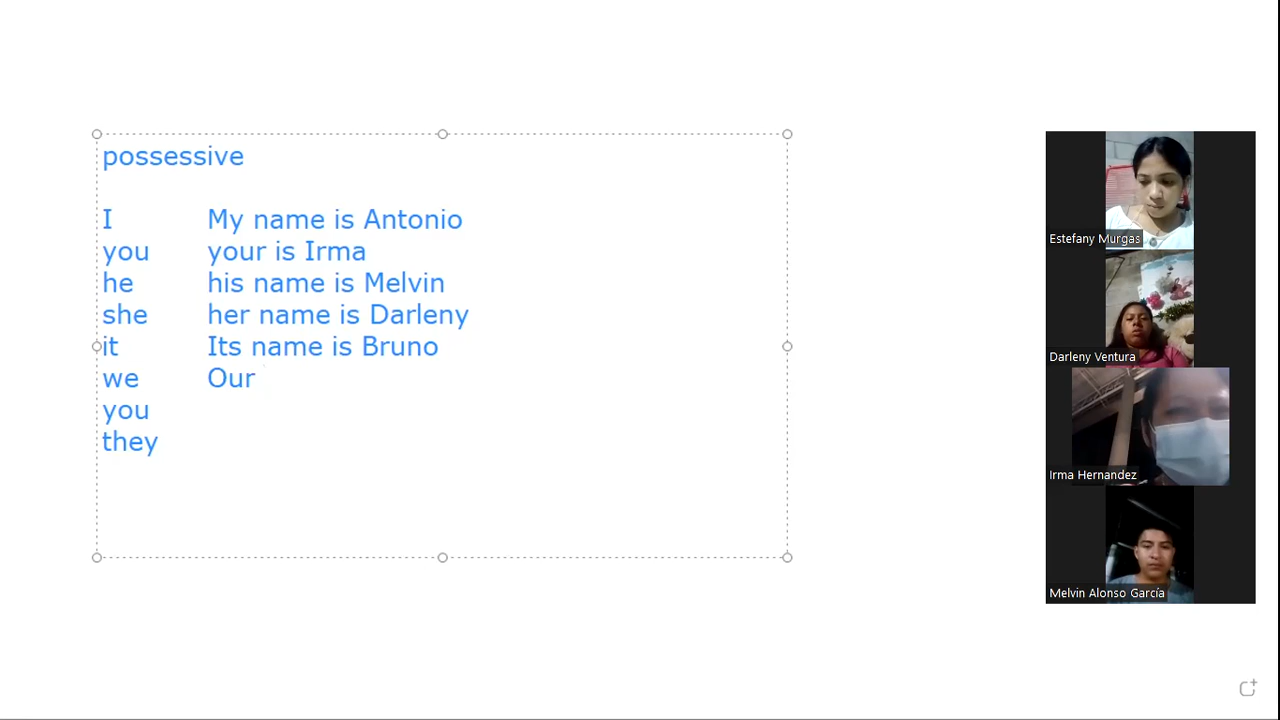 possessive
I My name is Antonio
you your is Irma
he his name is Melvin
she her name is Darleny
it Its name is Bruno
we Our
you
they
Estefany Murgas
Darleny Ventura
Irma Hernandez
Melvin Alonso García